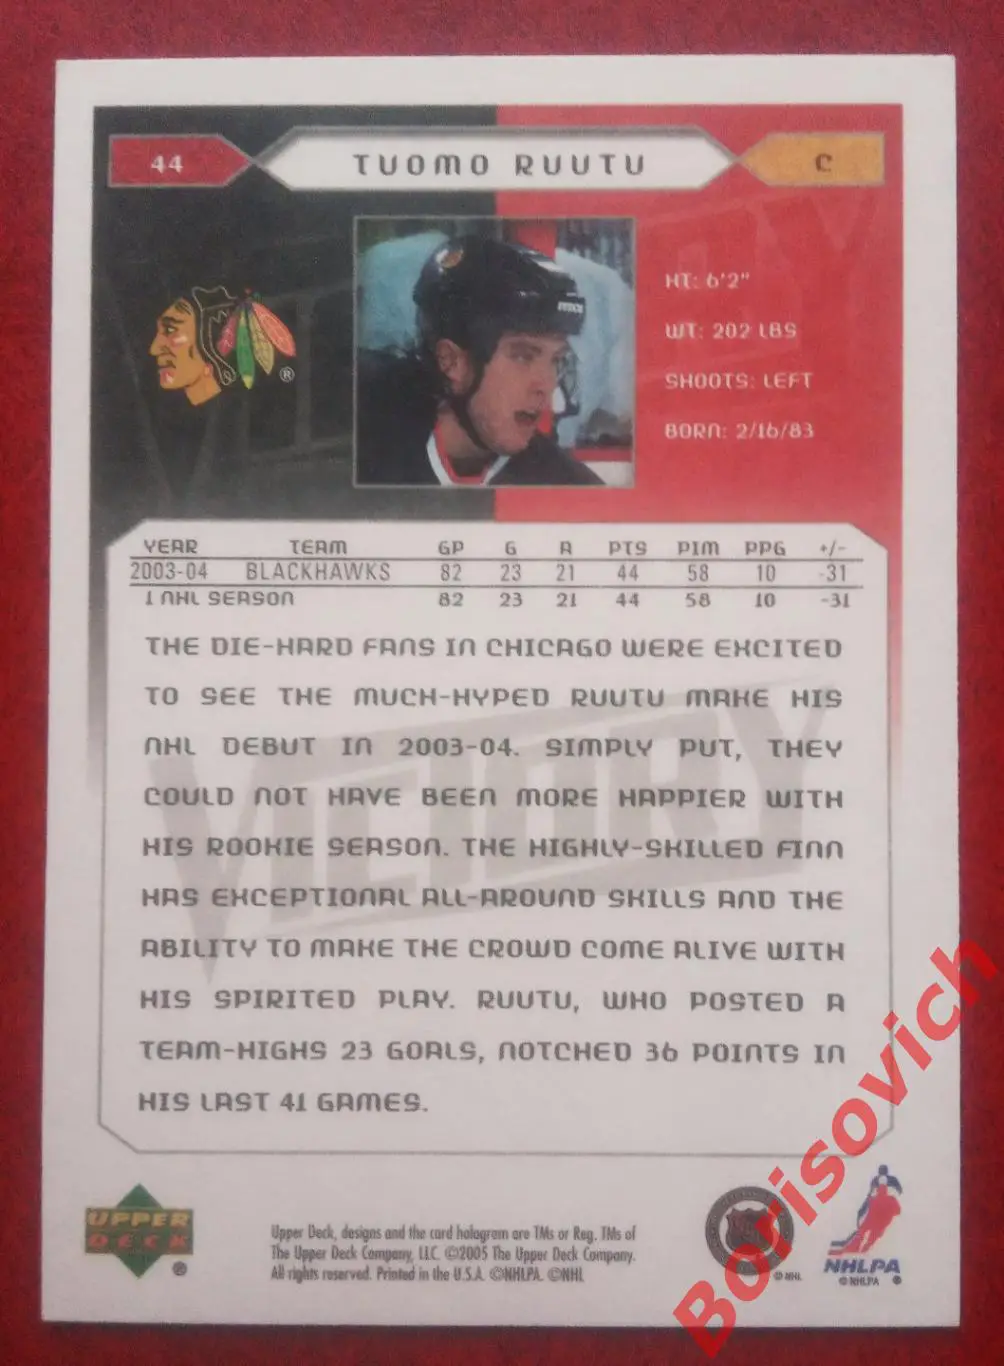 44 TUOMO RUUTU C
HT: 6'2"
WT: 202 LBS
SHOOTS: LEFT
BORN: 2/16/83
®
YEAR TEAM GP G A PTS PIM PPG +/-
2003-04 BLACKHAWKS 82 23 21 44 58 10 -31
1 NHL SEASON 82 23 21 44 58 10 -31
THE DIE-HARD FANS IN CHICAGO WERE EXCITED
TO SEE THE MUCH-HYPED RUUTU MAKE HIS
NHL DEBUT IN 2003-04. SIMPLY PUT, THEY
COULD NOT HAVE BEEN MORE HAPPIER WITH
HIS ROOKIE SEASON. THE HIGHLY-SKILLED FINN
HAS EXCEPTIONAL ALL-AROUND SKILLS AND THE
ABILITY TO MAKE THE CROWD COME ALIVE WITH
HIS SPIRITED PLAY. RUUTU, WHO POSTED A
TEAM-HIGHS 23 GOALS, NOTCHED 36 POINTS IN
HIS LAST 41 GAMES.
VICTORY
UPPER
DECK
®
Upper Deck, designs and the card hologram are TMs or Reg. TMs of
The Upper Deck Company, LLC. ©2005 The Upper Deck Company.
All rights reserved. Printed in the U.S.A. ©NHLPA. ©NHL
© NHL
NHLPA
© NHLPA ®
Borisovich